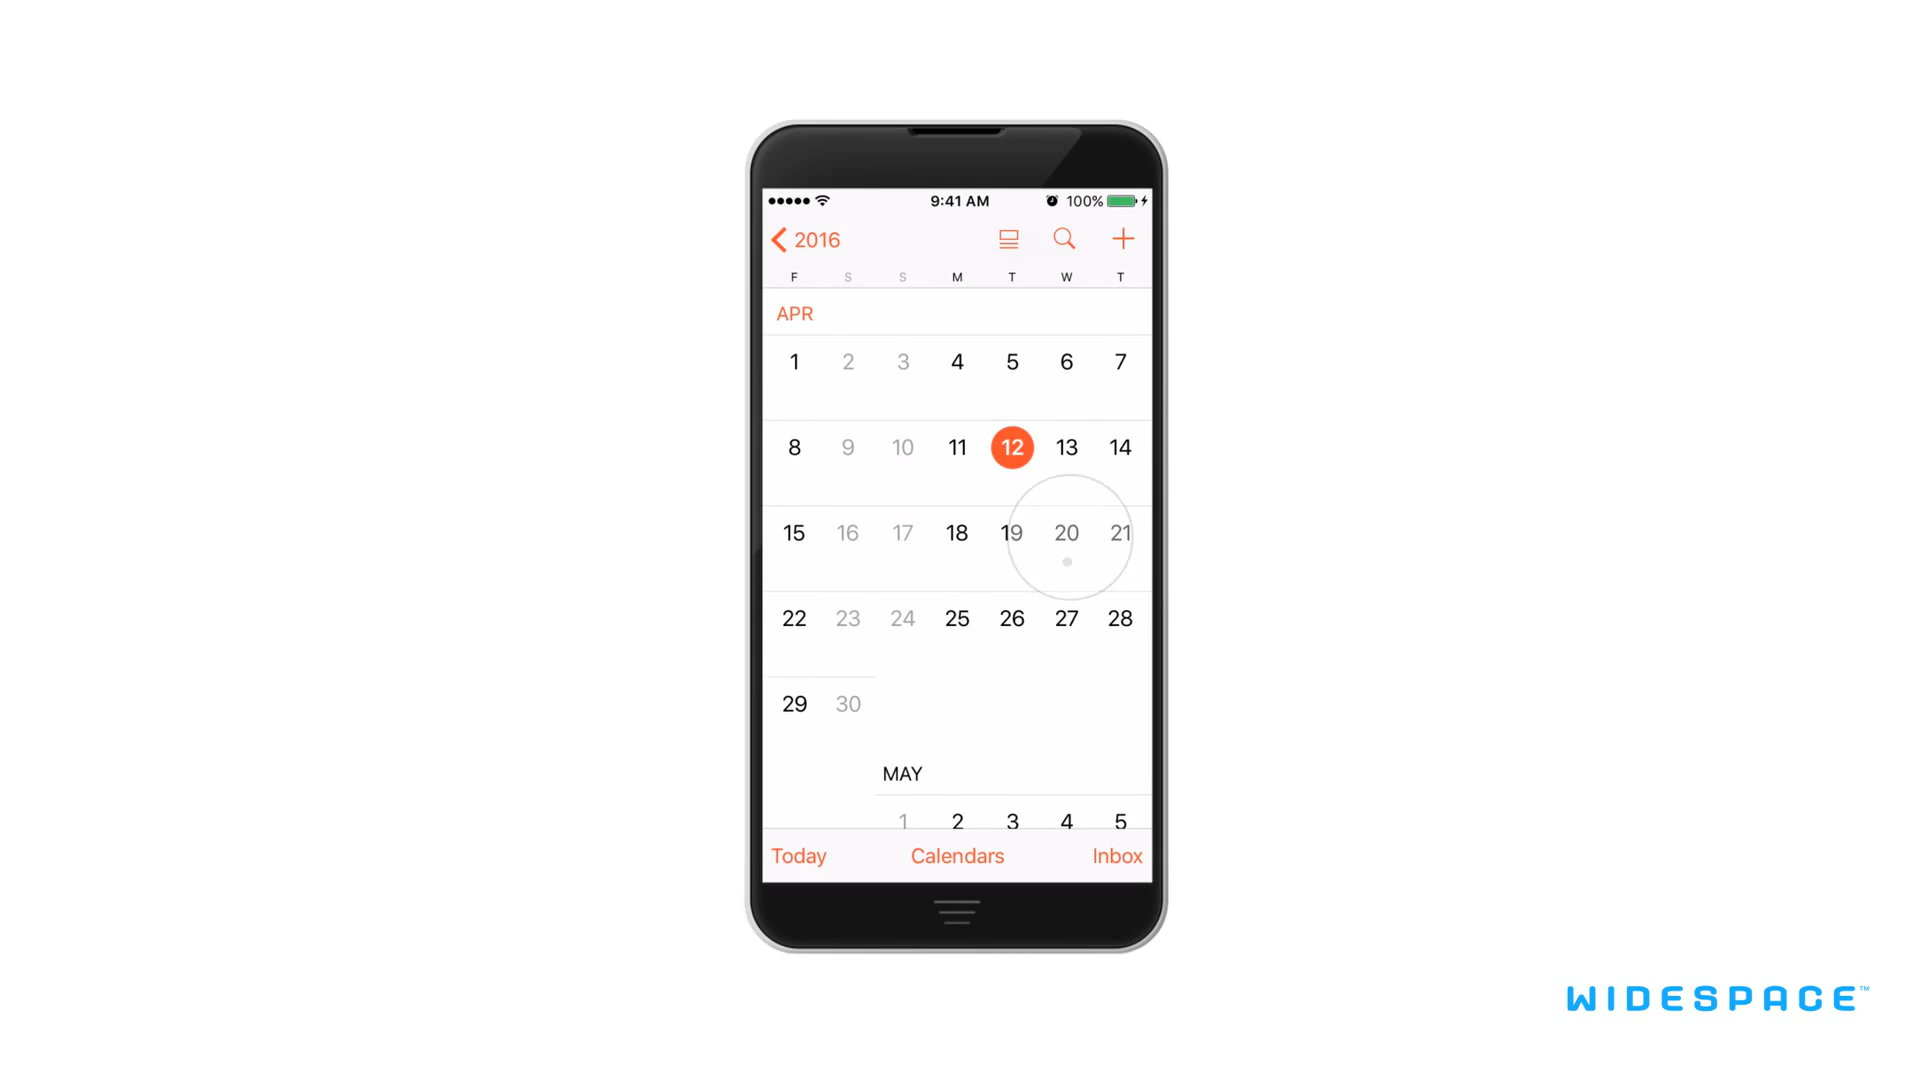 9:41 AM 100%
2016
F S S M T W T
APR
1 2 3 4 5 6 7
8 9 10 11 12 13 14
15 16 17 18 19 20 21
22 23 24 25 26 27 28
29 30
MAY
1 2 3 4 5
Today Calendars Inbox
WIDESPACE™